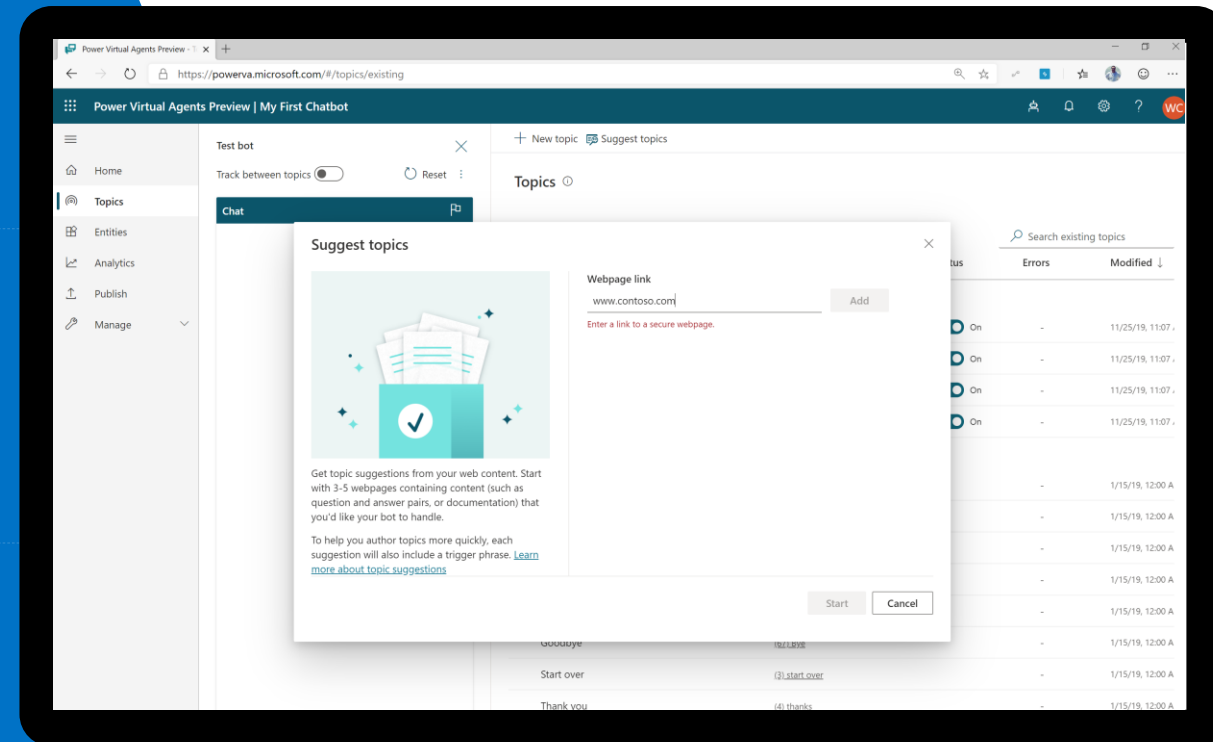 Power Virtual Agents Preview - T
https://powerva.microsoft.com/#/topics/existing
Power Virtual Agents Preview | My First Chatbot
WC
Home
Topics
Entities
Analytics
Publish
Manage
Test bot
Track between topics
Reset
Chat
New topic
Suggest topics
Topics
Search existing topics
tus Errors Modified ↓
On - 11/25/19, 11:07
On - 11/25/19, 11:07
On - 11/25/19, 11:07
On - 11/25/19, 11:07
- 1/15/19, 12:00 A
- 1/15/19, 12:00 A
- 1/15/19, 12:00 A
- 1/15/19, 12:00 A
- 1/15/19, 12:00 A
Goodbye (67) bye - 1/15/19, 12:00 A
Start over (3) start over - 1/15/19, 12:00 A
Thank you (4) thanks - 1/15/19, 12:00 A
Suggest topics
Get topic suggestions from your web content. Start
with 3-5 webpages containing content (such as
question and answer pairs, or documentation) that
you'd like your bot to handle.
To help you author topics more quickly, each
suggestion will also include a trigger phrase. Learn
more about topic suggestions
Webpage link
www.contoso.com
Add
Enter a link to a secure webpage.
Start
Cancel